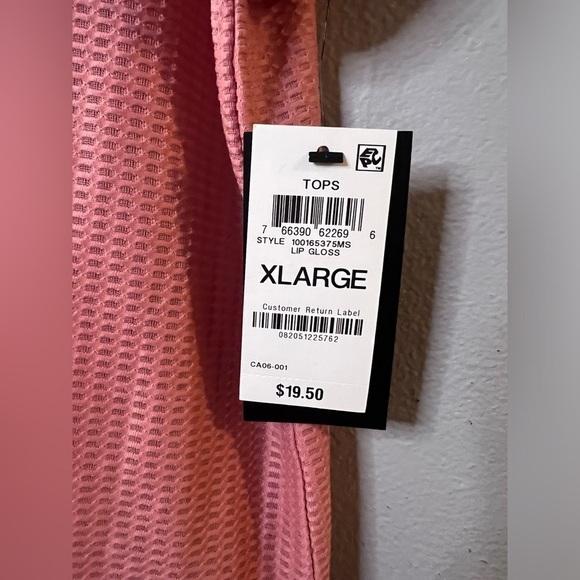 TOPS
7 66390 62269 6
STYLE 100165375MS
LIP GLOSS
XLARGE
Customer Return Label
082051225762
CA06-001
$19.50